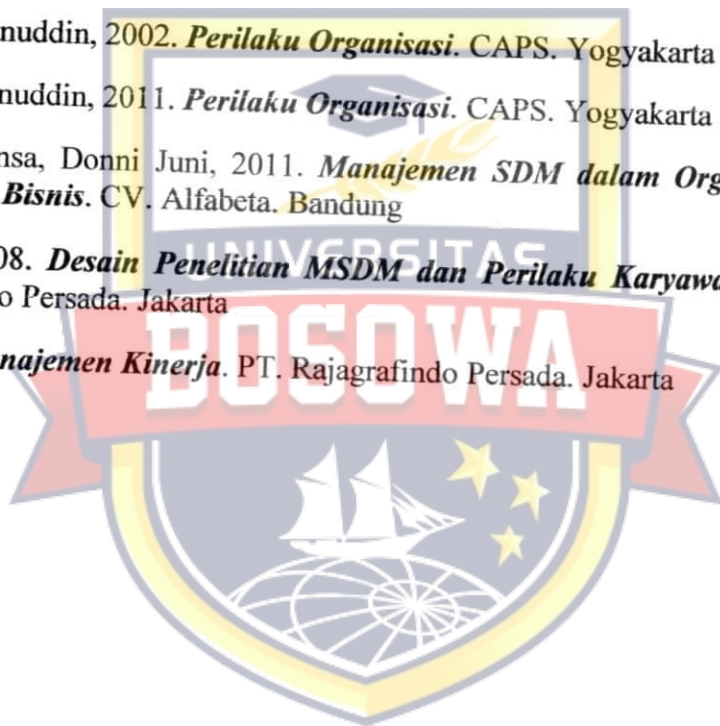 nuddin, 2002. Perilaku Organisasi. CAPS. Yogyakarta
nuddin, 2011. Perilaku Organisasi. CAPS. Yogyakarta
nsa, Donni Juni, 2011. Manajemen SDM dalam Org
Bisnis. CV. Alfabeta. Bandung
08. Desain Penelitian MSDM dan Perilaku Karyawa
o Persada. Jakarta
najemen Kinerja. PT. Rajagrafindo Persada. Jakarta
UNIVERSITAS
BOSOWA